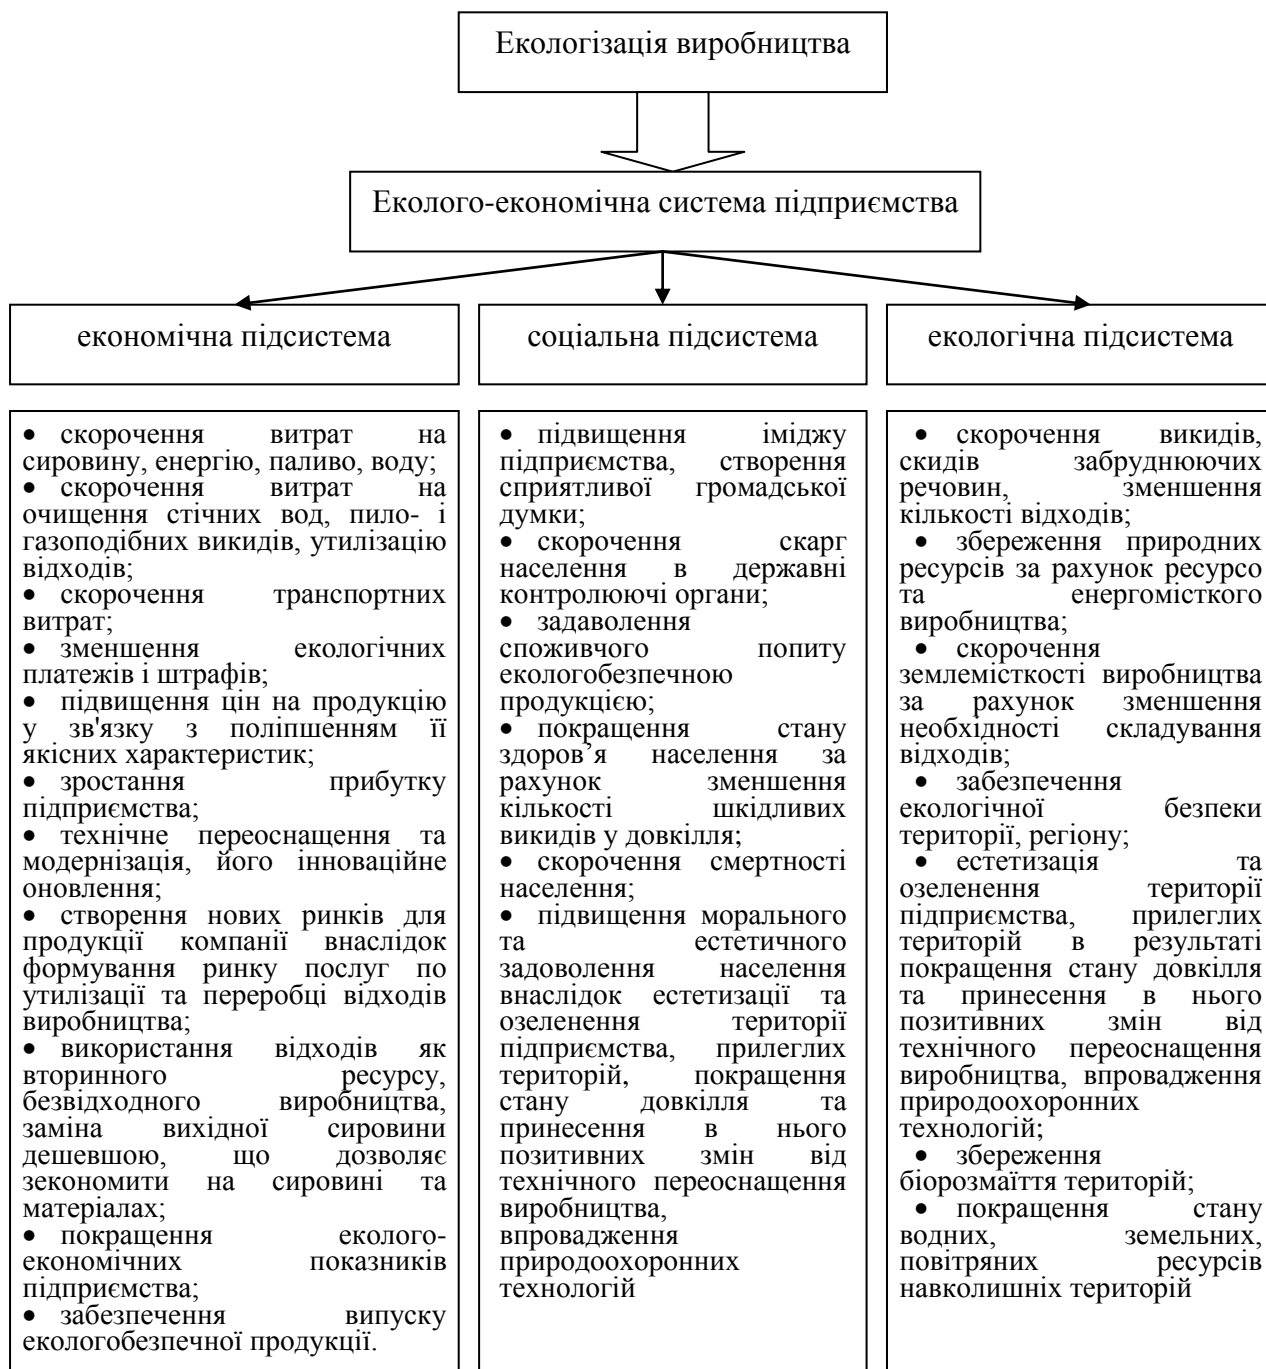 Екологізація виробництва
Еколого-економічна система підприємства
економічна підсистема
соціальна підсистема
екологічна підсистема
• скорочення витрат на
сировину, енергію, паливо, воду;
• скорочення витрат на
очищення стічних вод, пило- і
газоподібних викидів, утилізацію
відходів;
• скорочення транспортних
витрат;
• зменшення екологічних
платежів і штрафів;
• підвищення цін на продукцію
у зв'язку з поліпшенням її
якісних характеристик;
• зростання прибутку
підприємства;
• технічне переоснащення та
модернізація, його інноваційне
оновлення;
• створення нових ринків для
продукції компанії внаслідок
формування ринку послуг по
утилізації та переробці відходів
виробництва;
• використання відходів як
вторинного ресурсу,
безвідходного виробництва,
заміна вихідної сировини
дешевшою, що дозволяє
зекономити на сировині та
матеріалах;
• покращення еколого-
економічних показників
підприємства;
• забезпечення випуску
екологобезпечної продукції.
• підвищення іміджу
підприємства, створення
сприятливої громадської
думки;
• скорочення скарг
населення в державні
контролюючі органи;
• задаволення
споживчого попиту
екологобезпечною
продукцією;
• покращення стану
здоров’я населення за
рахунок зменшення
кількості шкідливих
викидів у довкілля;
• скорочення смертності
населення;
• підвищення морального
та естетичного
задоволення населення
внаслідок естетизації та
озеленення території
підприємства, прилеглих
територій, покращення
стану довкілля та
принесення в нього
позитивних змін від
технічного переоснащення
виробництва,
впровадження
природоохоронних
технологій
• скорочення викидів,
скидів забруднюючих
речовин, зменшення
кількості відходів;
• збереження природних
ресурсів за рахунок ресурсо
та енергомісткого
виробництва;
• скорочення
землемісткості виробництва
за рахунок зменшення
необхідності складування
відходів;
• забезпечення
екологічної безпеки
території, регіону;
• естетизація та
озеленення території
підприємства, прилеглих
територій в результаті
покращення стану довкілля
та принесення в нього
позитивних змін від
технічного переоснащення
виробництва, впровадження
природоохоронних
технологій;
• збереження
біорозмаїття територій;
• покращення стану
водних, земельних,
повітряних ресурсів
навколишніх територій